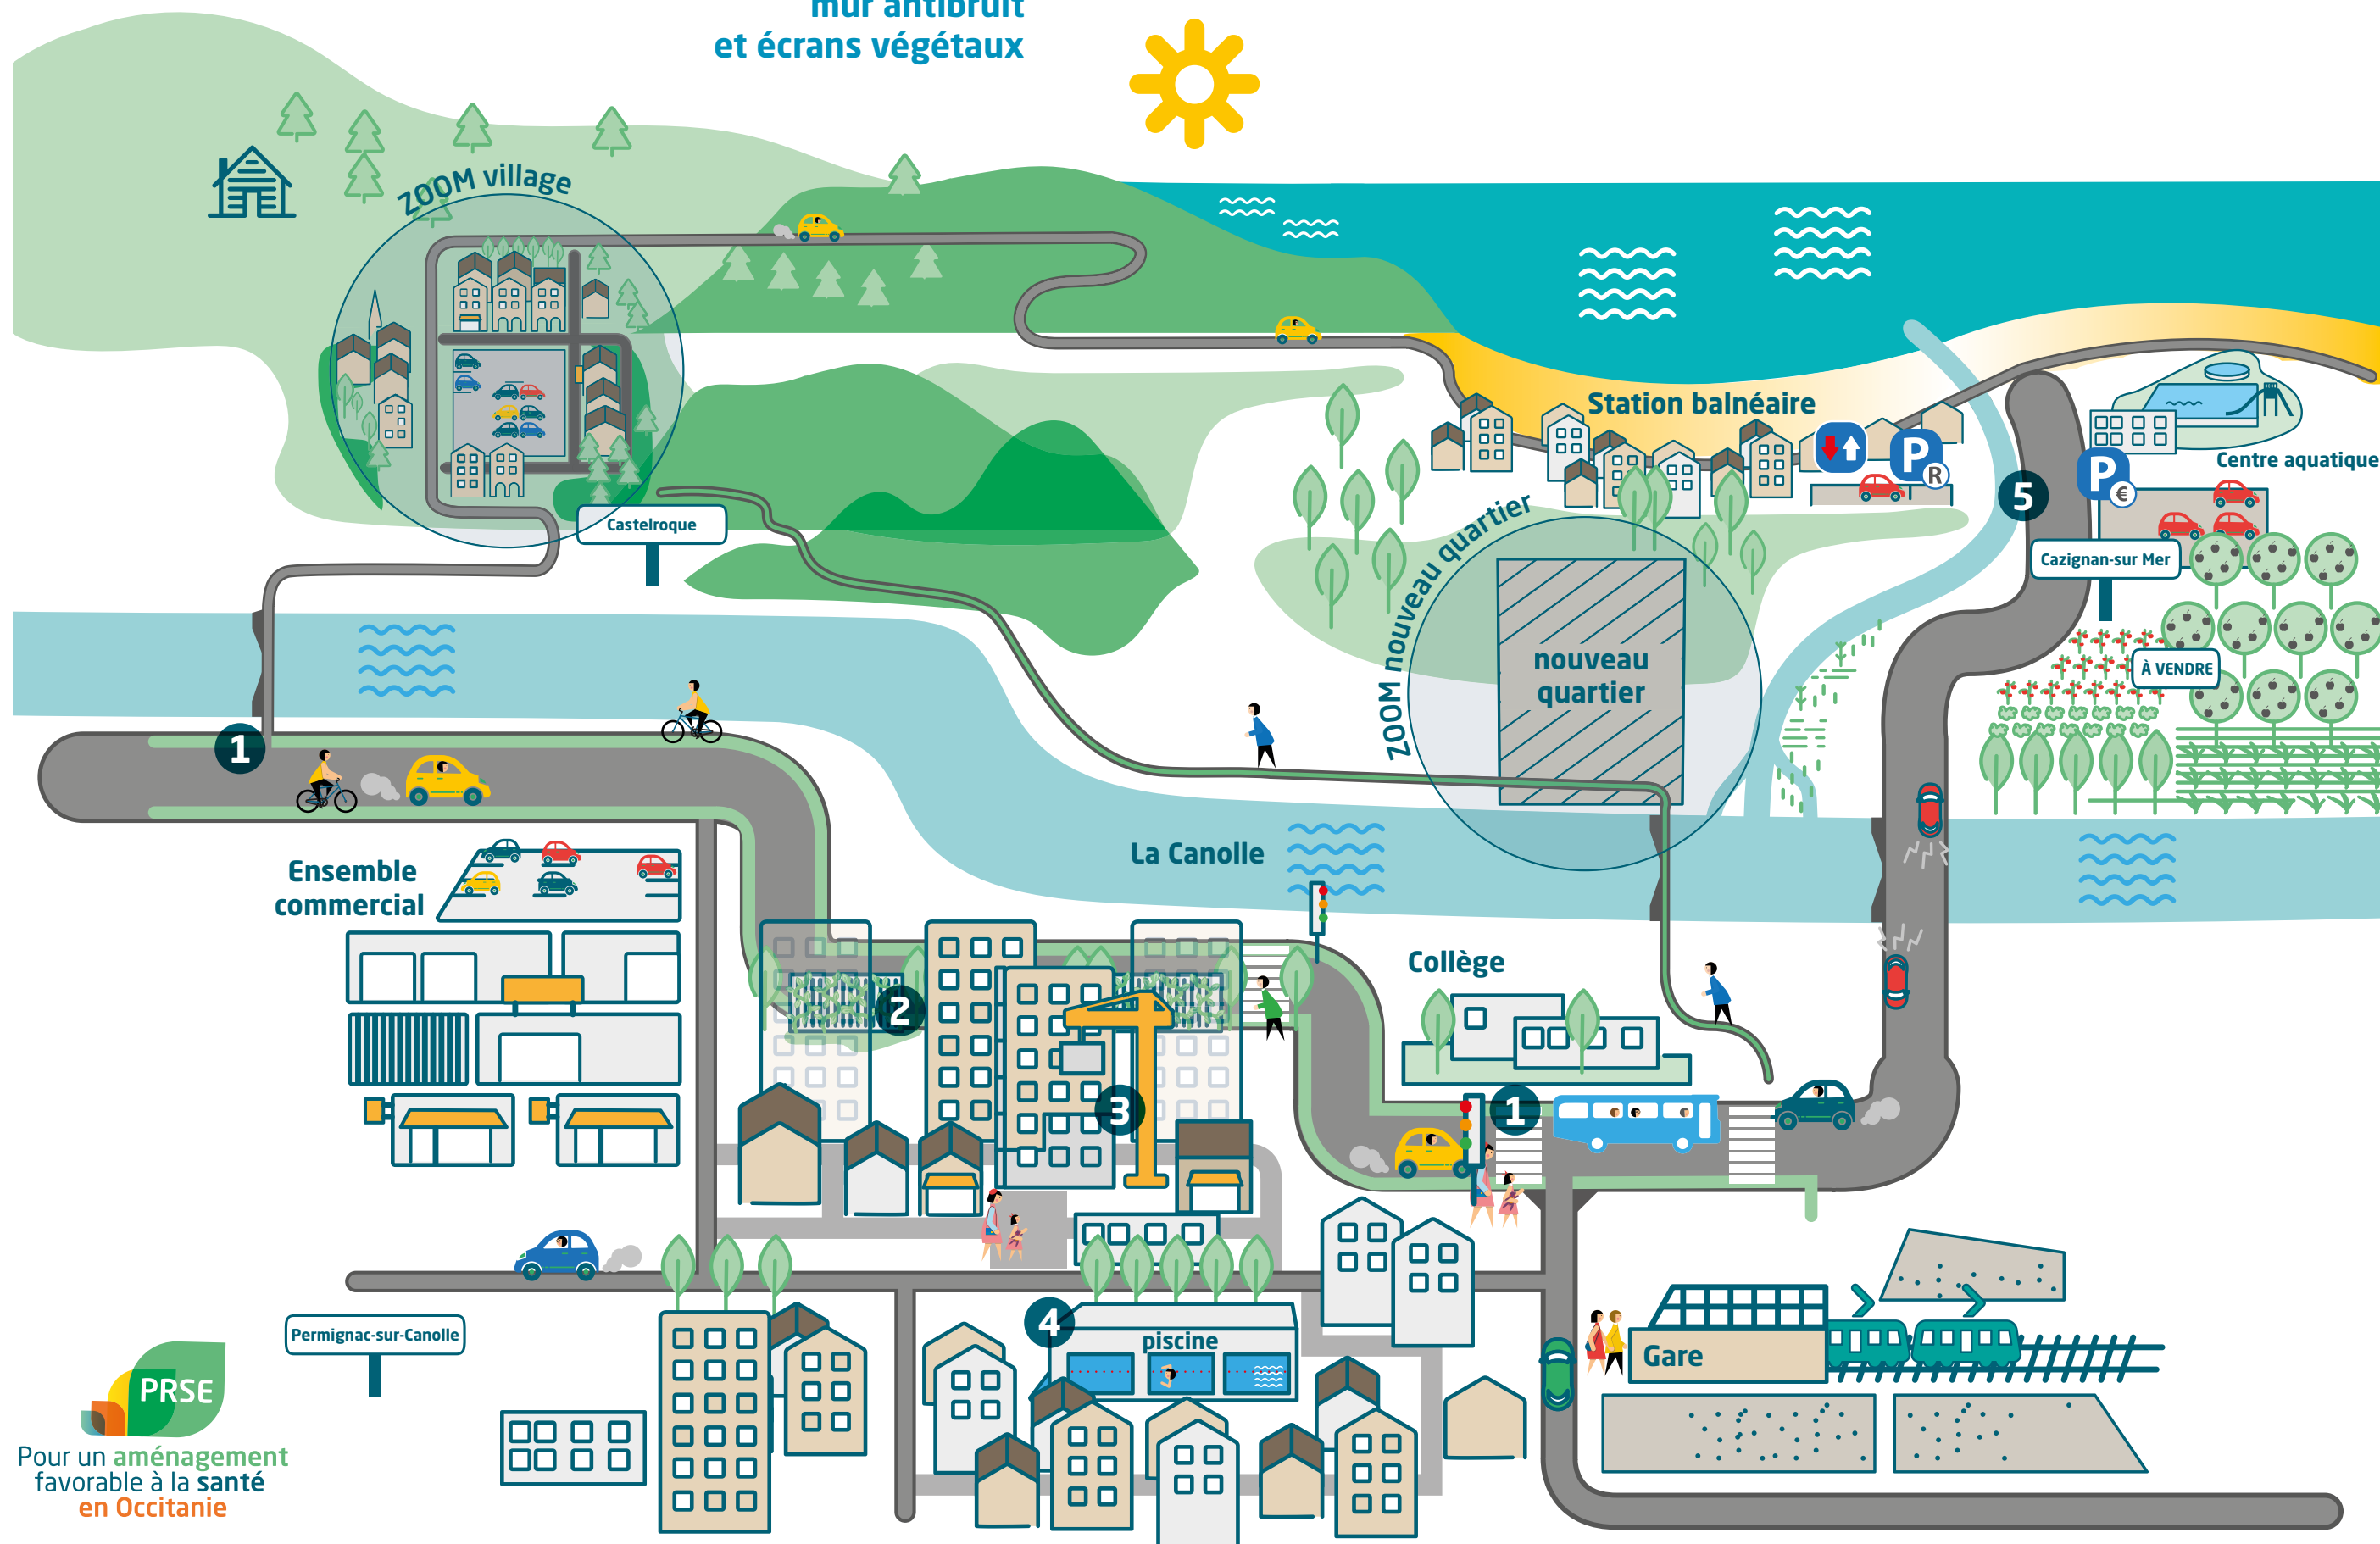 mur antibruit
et écrans végétaux
ZOOM village
Station balnéaire
P
R
P
€
Centre aquatique
5
Castelroque
Cazignan-sur Mer
ZOOM nouveau quartier
nouveau
quartier
À VENDRE
1
La Canolle
Ensemble
commercial
Collège
2
3
1
4
piscine
Permignac-sur-Canolle
Gare
PRSE
Pour un aménagement
favorable à la santé
en Occitanie